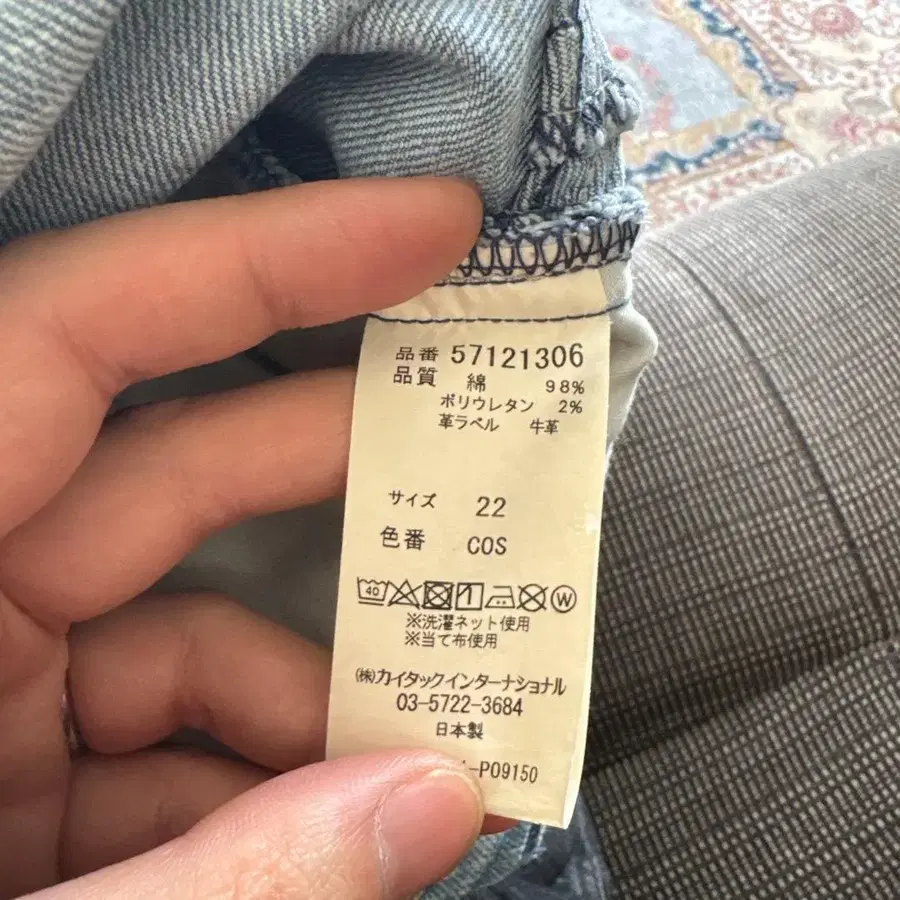 品番 57121306
品質 綿 98%
ポリウレタン 2%
革ラベル 牛革
サイズ 22
色番 COS
40 W
※洗濯ネット使用
※当て布使用
㈱カイタックインターナショナル
03-5722-3684
日本製
-P09150